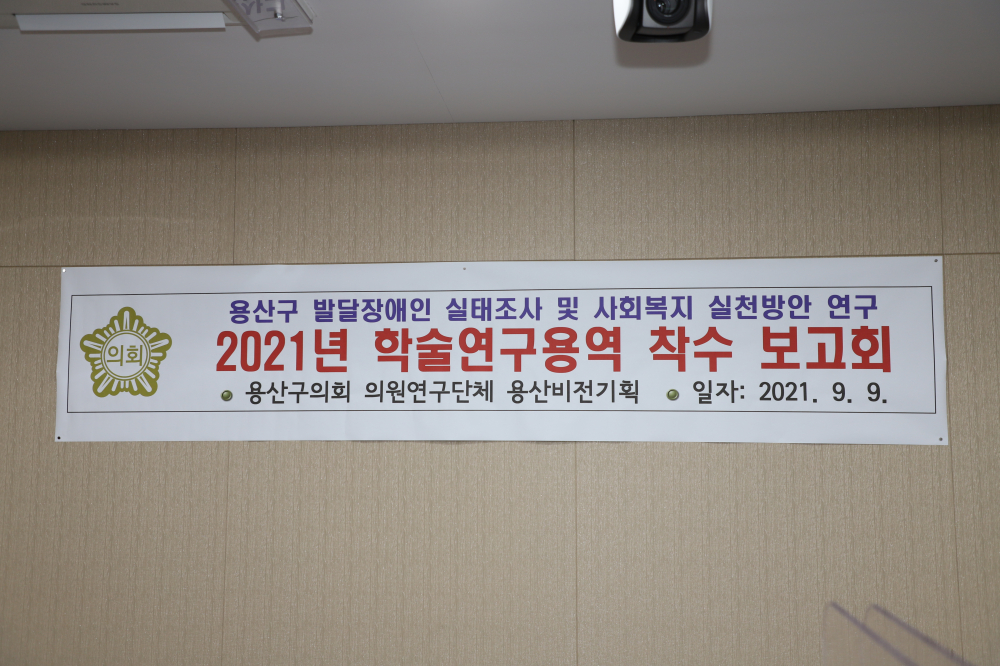 용산구 발달장애인 실태조사 및 사회복지 실천방안 연구
의회
2021년 학술연구용역 착수 보고회
용산구의회 의원연구단체 용산비전기획 일자: 2021. 9. 9.